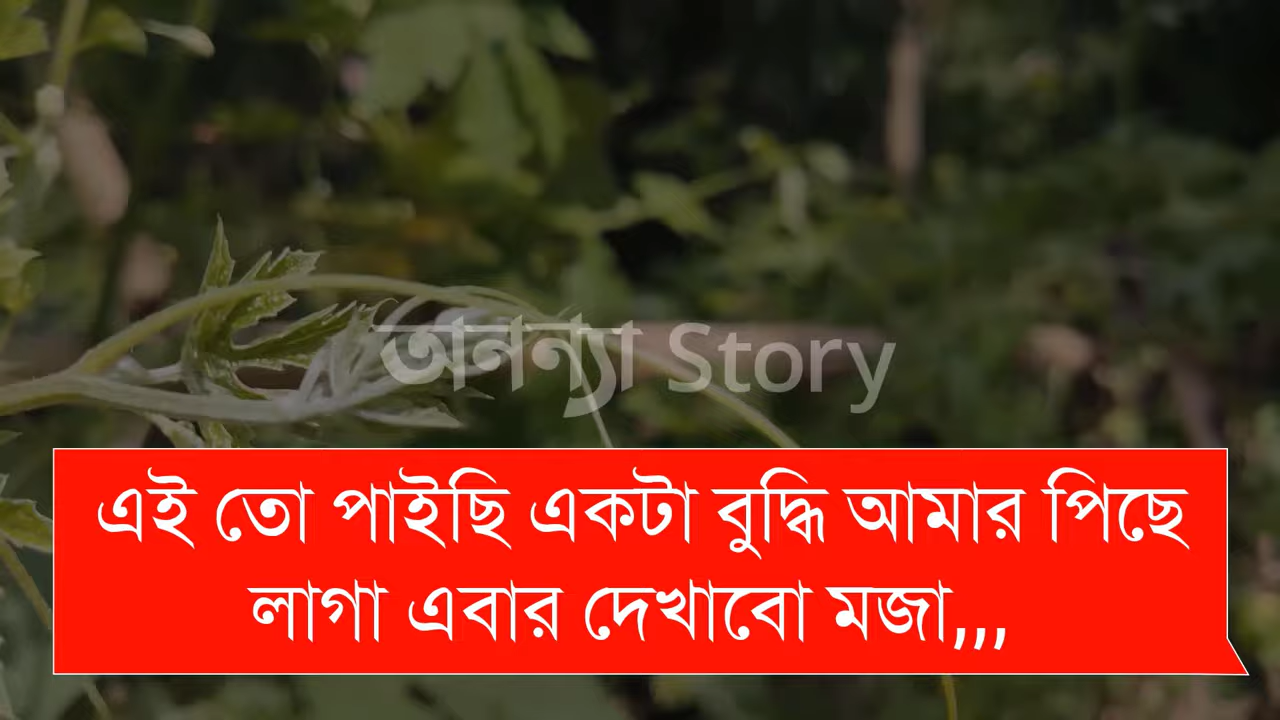 অনন্যা Story
এই তো পাইছি একটা বুদ্ধি আমার পিছে
লাগা এবার দেখাবো মজা,,,